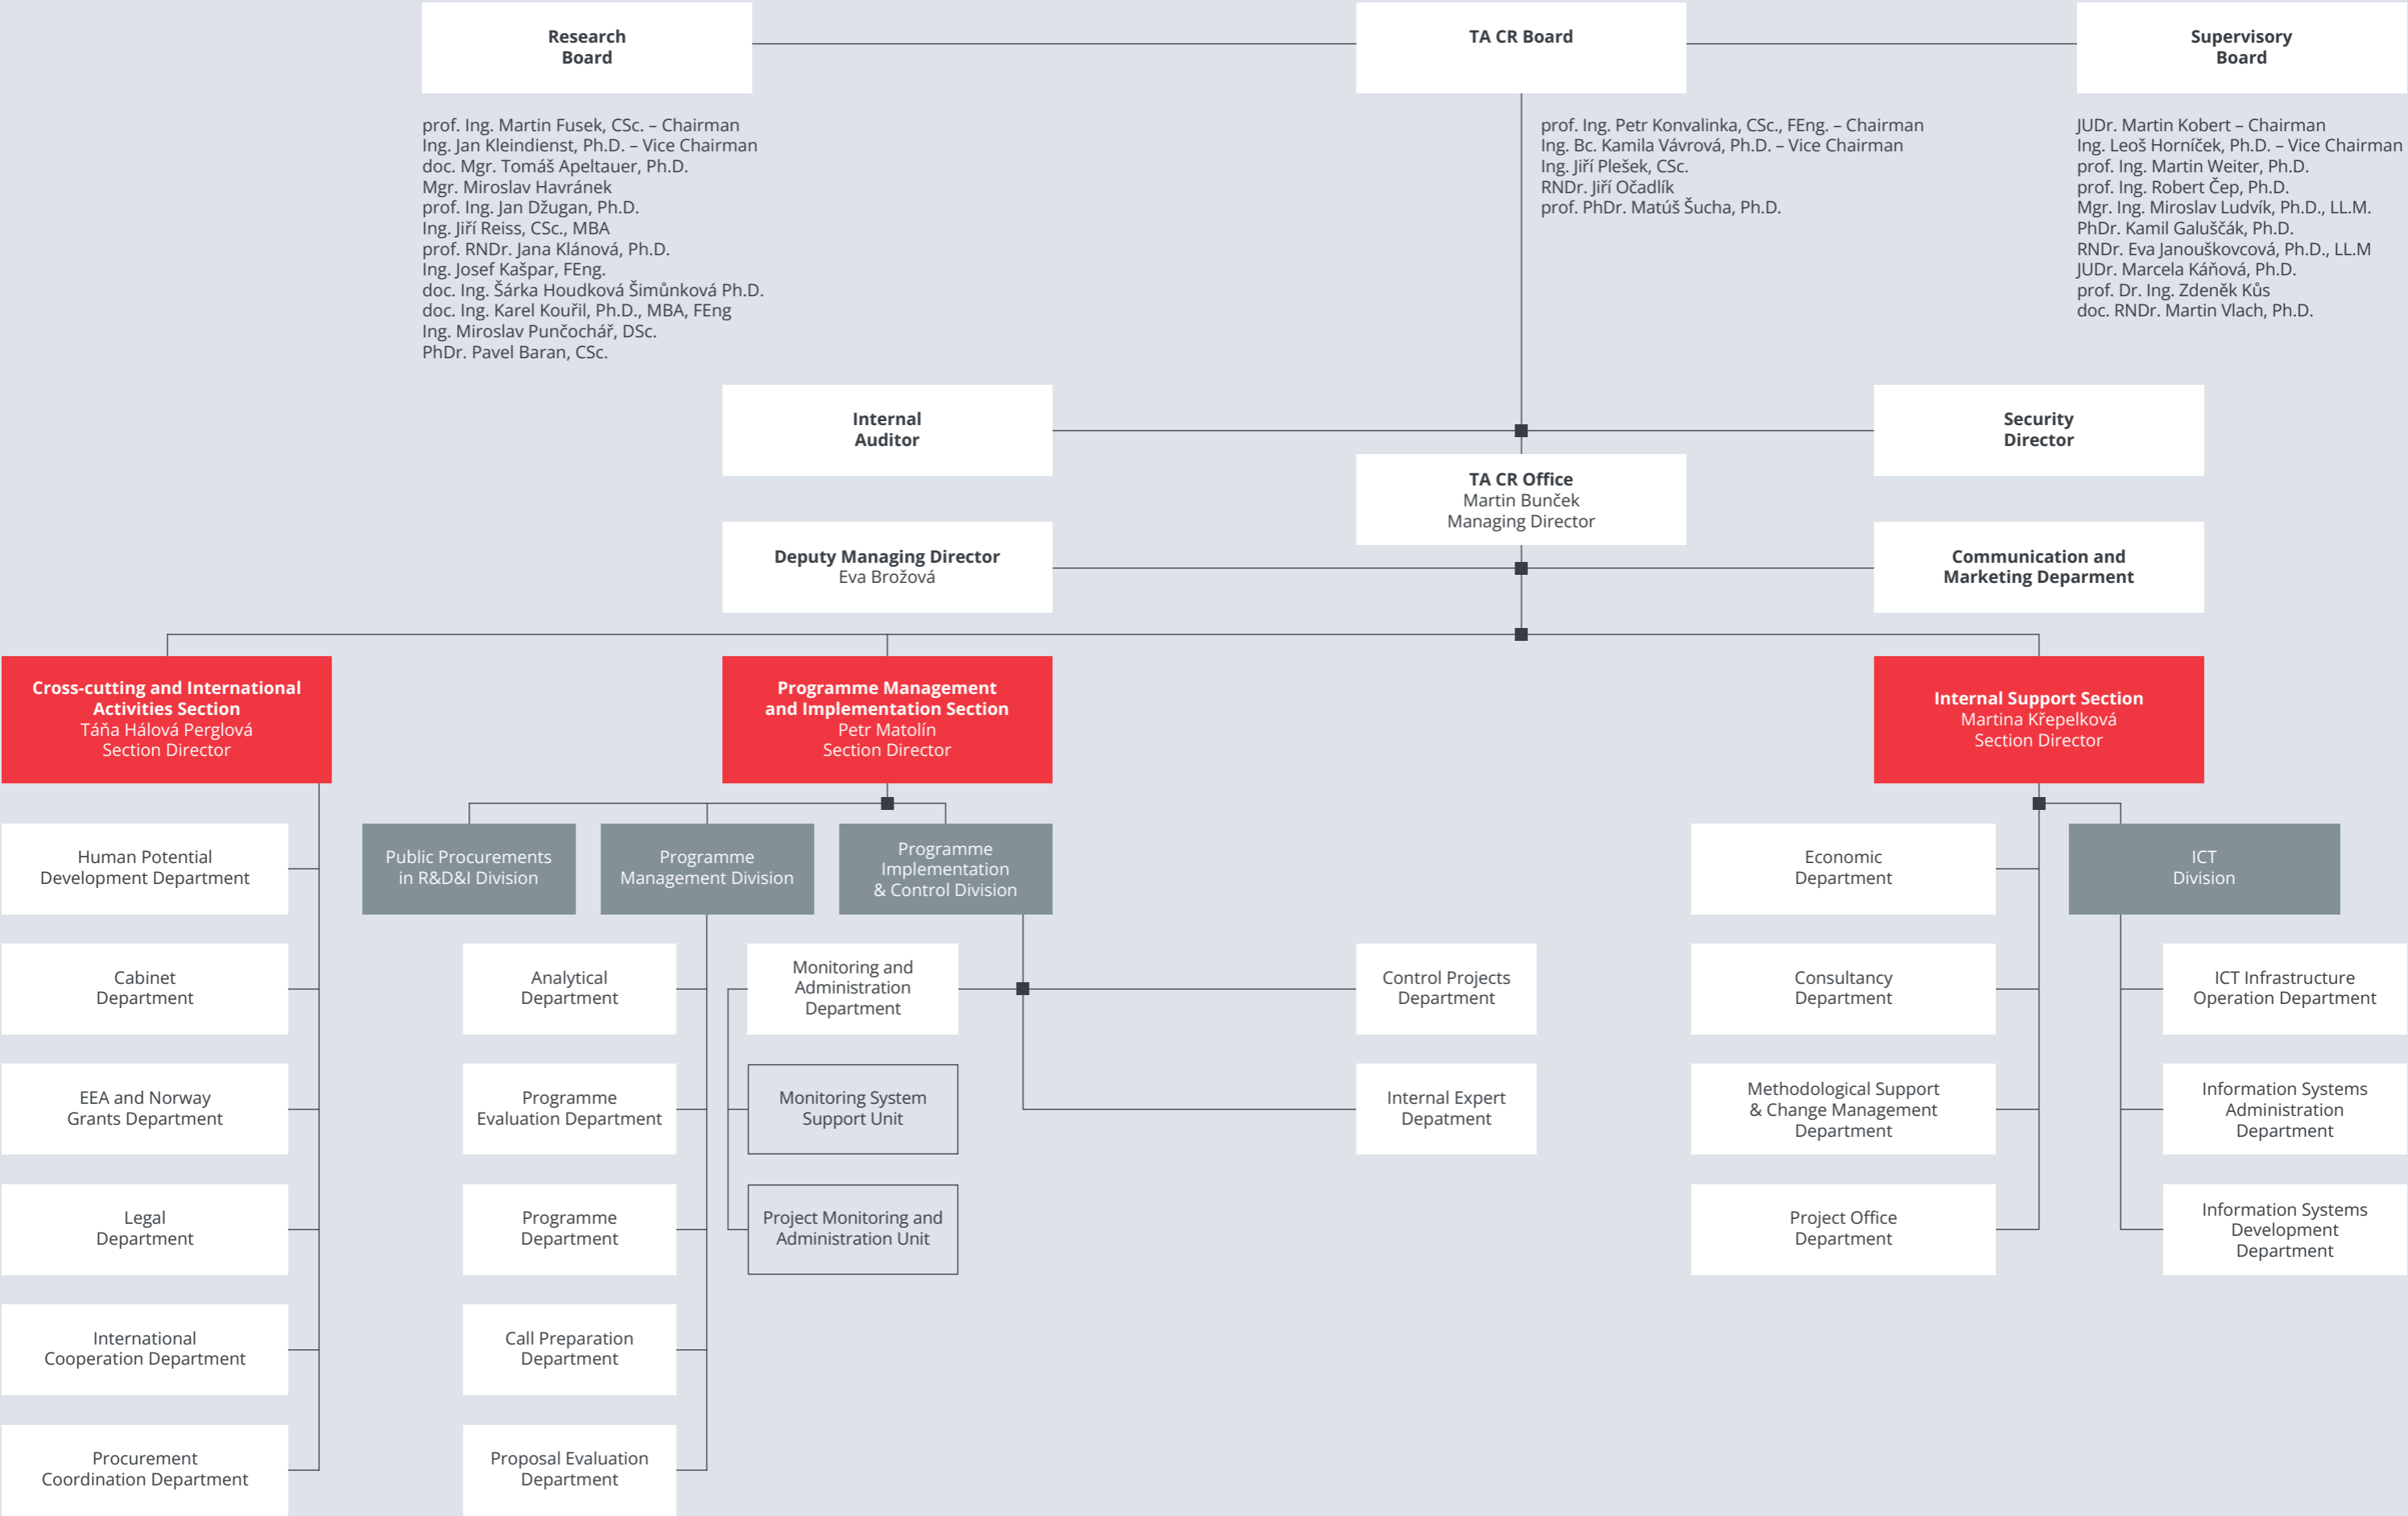 Research
Board
TA CR Board
Supervisory
Board
prof. Ing. Martin Fusek, CSc. – Chairman
Ing. Jan Kleindienst, Ph.D. – Vice Chairman
doc. Mgr. Tomáš Apeltauer, Ph.D.
Mgr. Miroslav Havránek
prof. Ing. Jan Džugan, Ph.D.
Ing. Jiří Reiss, CSc., MBA
prof. RNDr. Jana Klánová, Ph.D.
Ing. Josef Kašpar, FEng.
doc. Ing. Šárka Houdková Šimůnková Ph.D.
doc. Ing. Karel Kouřil, Ph.D., MBA, FEng
Ing. Miroslav Punčochář, DSc.
PhDr. Pavel Baran, CSc.
prof. Ing. Petr Konvalinka, CSc., FEng. – Chairman
Ing. Bc. Kamila Vávrová, Ph.D. – Vice Chairman
Ing. Jiří Plešek, CSc.
RNDr. Jiří Očadlík
prof. PhDr. Matúš Šucha, Ph.D.
JUDr. Martin Kobert – Chairman
Ing. Leoš Horníček, Ph.D. – Vice Chairman
prof. Ing. Martin Weiter, Ph.D.
prof. Ing. Robert Čep, Ph.D.
Mgr. Ing. Miroslav Ludvík, Ph.D., LL.M.
PhDr. Kamil Galuščák, Ph.D.
RNDr. Eva Janouškovcová, Ph.D., LL.M
JUDr. Marcela Káňová, Ph.D.
prof. Dr. Ing. Zdeněk Kůs
doc. RNDr. Martin Vlach, Ph.D.
Internal
Auditor
Security
Director
TA CR Office
Martin Bunček
Managing Director
Deputy Managing Director
Eva Brožová
Communication and
Marketing Deparment
Cross-cutting and International
Activities Section
Táňa Hálová Perglová
Section Director
Programme Management
and Implementation Section
Petr Matolín
Section Director
Internal Support Section
Martina Křepelková
Section Director
Human Potential
Development Department
Public Procurements
in R&D&I Division
Programme
Management Division
Programme
Implementation
& Control Division
Economic
Department
ICT
Division
Cabinet
Department
Analytical
Department
Monitoring and
Administration
Department
Control Projects
Department
Consultancy
Department
ICT Infrastructure
Operation Department
EEA and Norway
Grants Department
Programme
Evaluation Department
Monitoring System
Support Unit
Internal Expert
Depatment
Methodological Support
& Change Management
Department
Information Systems
Administration
Department
Legal
Department
Programme
Department
Project Monitoring and
Administration Unit
Project Office
Department
Information Systems
Development
Department
International
Cooperation Department
Call Preparation
Department
Procurement
Coordination Department
Proposal Evaluation
Department